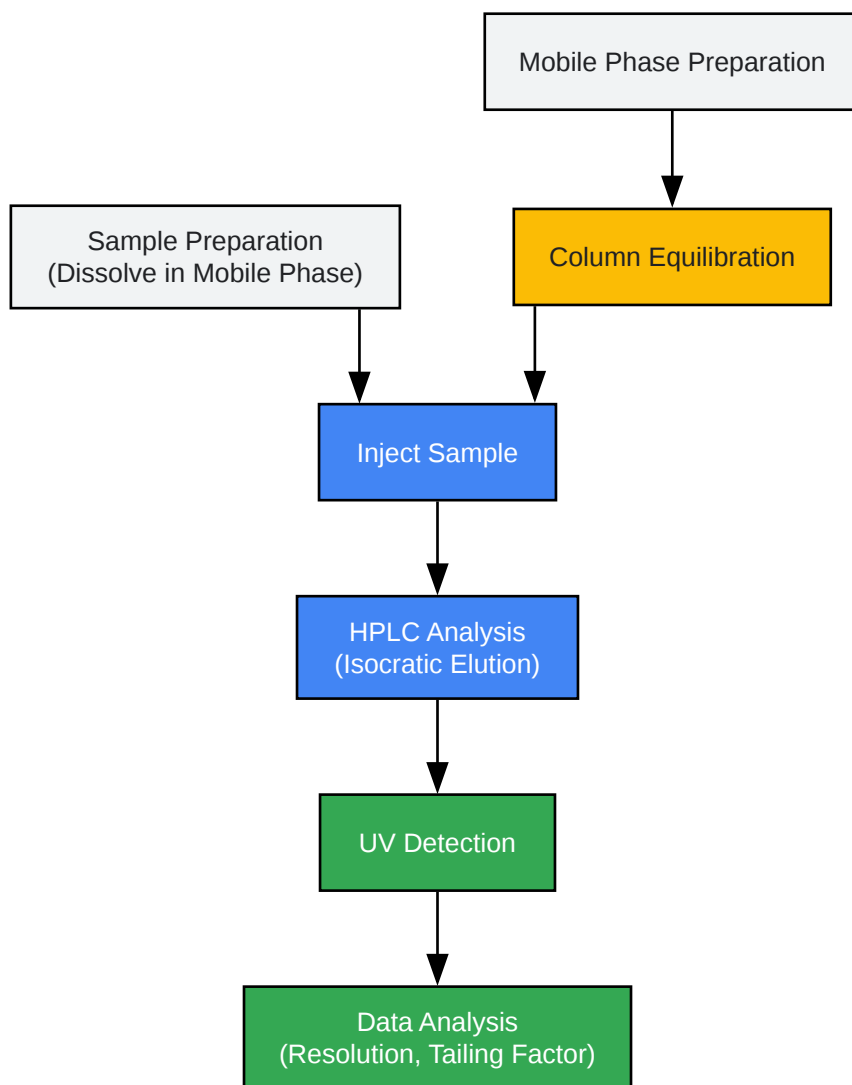 Mobile Phase Preparation
Sample Preparation
(Dissolve in Mobile Phase)
Column Equilibration
Inject Sample
HPLC Analysis
(Isocratic Elution)
UV Detection
Data Analysis
(Resolution, Tailing Factor)